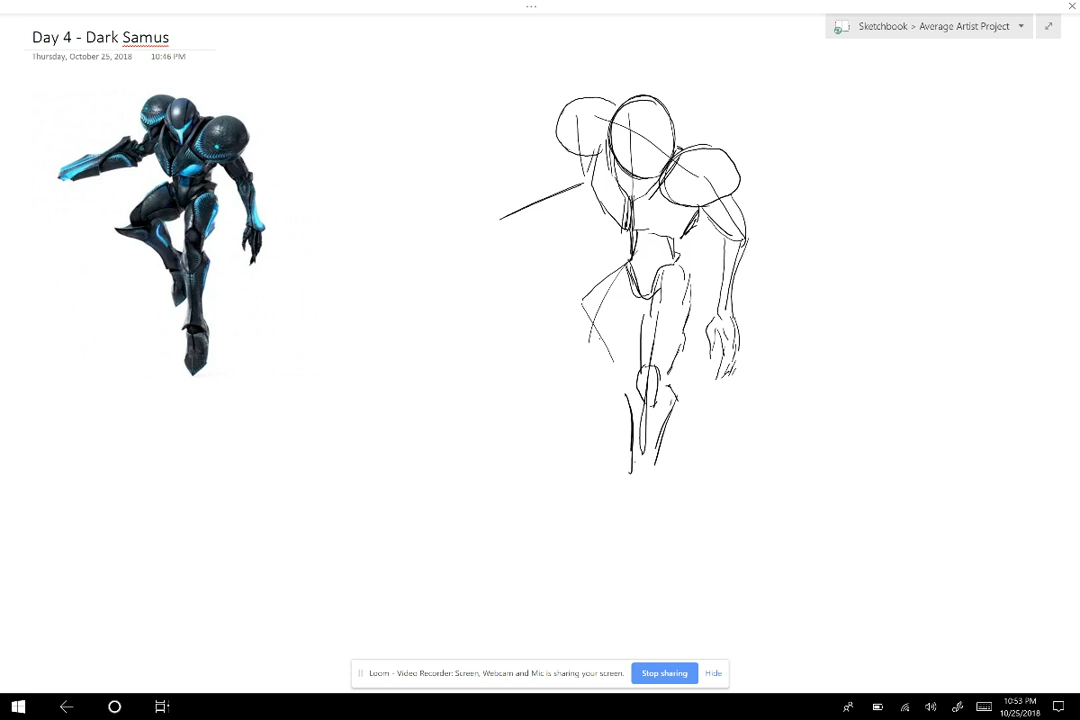 Day 4 - Dark Samus
Thursday, October 25, 2018 10:46 PM
Sketchbook > Average Artist Project
Loom - Video Recorder: Screen, Webcam and Mic is sharing your screen.
Stop sharing
Hide
10:53 PM
10/25/2018